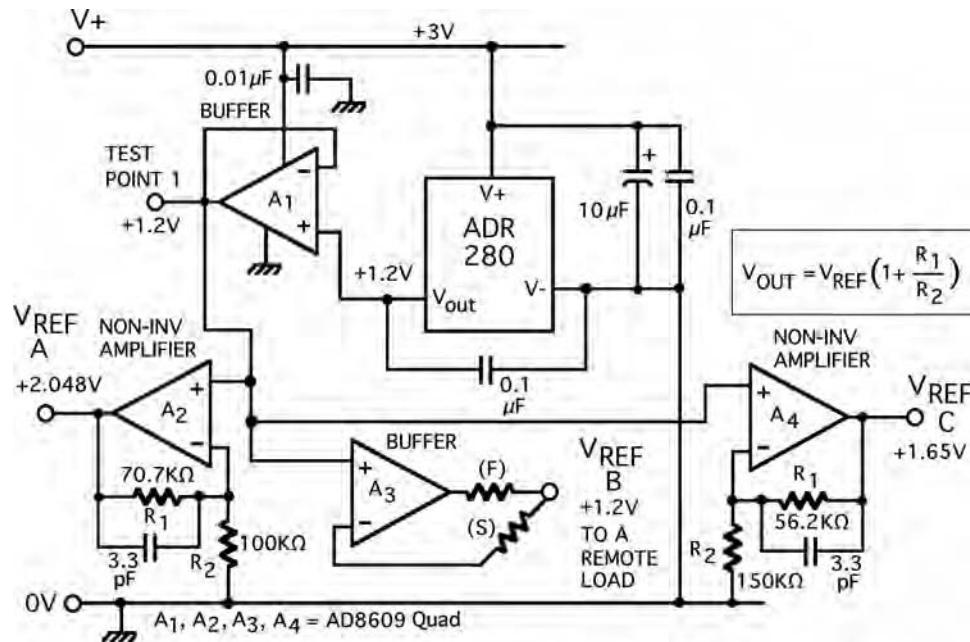 V+
+3V
0.01µF
BUFFER
TEST
POINT 1
+1.2V
A1
−
+
V+
ADR
280
Vout
V-
+1.2V
+
10µF
0.1
µF
0.1
µF
VOUT = VREF(1+ R1/R2)
VREF
A
+2.048V
NON-INV
AMPLIFIER
A2
+
−
70.7KΩ
R1
3.3
pF
R2
100KΩ
BUFFER
+
−
A3
(F)
(S)
VREF
B
+1.2V
TO A
REMOTE
LOAD
NON-INV
AMPLIFIER
+
−
A4
VREF
C
+1.65V
R1
56.2KΩ
R2
150KΩ
3.3
pF
0V
A1, A2, A3, A4 = AD8609 Quad